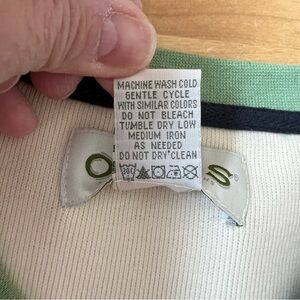 MACHINE WASH COLD
GENTLE CYCLE
WITH SIMILAR COLORS
DO NOT BLEACH
TUMBLE DRY LOW
MEDIUM IRON
AS NEEDED
DO NOT DRY CLEAN